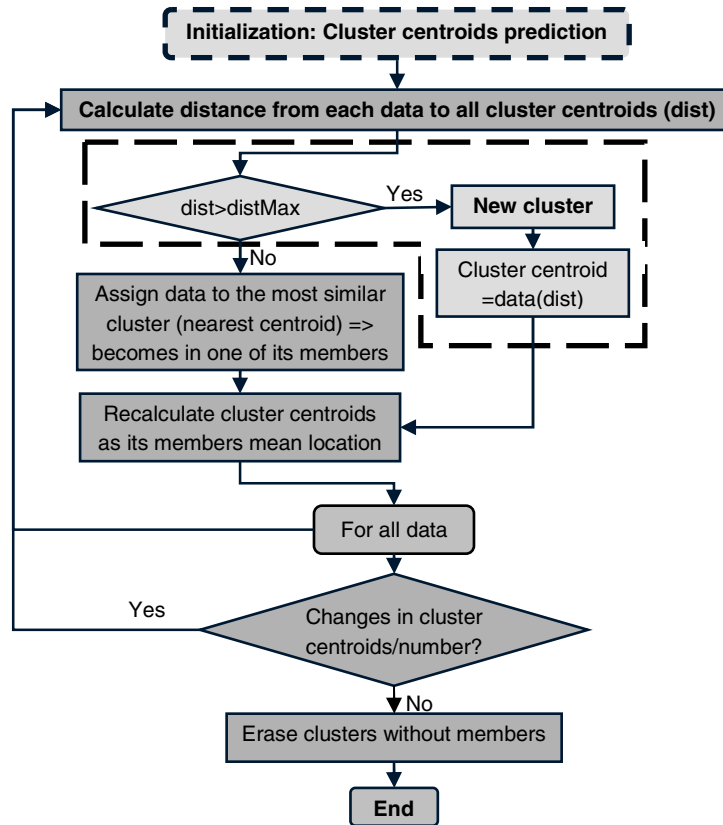 Initialization: Cluster centroids prediction
Calculate distance from each data to all cluster centroids (dist)
dist>distMax
Yes
New cluster
No
Cluster centroid
=data(dist)
Assign data to the most similar
cluster (nearest centroid) =>
becomes in one of its members
Recalculate cluster centroids
as its members mean location
For all data
Yes
Changes in cluster
centroids/number?
No
Erase clusters without members
End